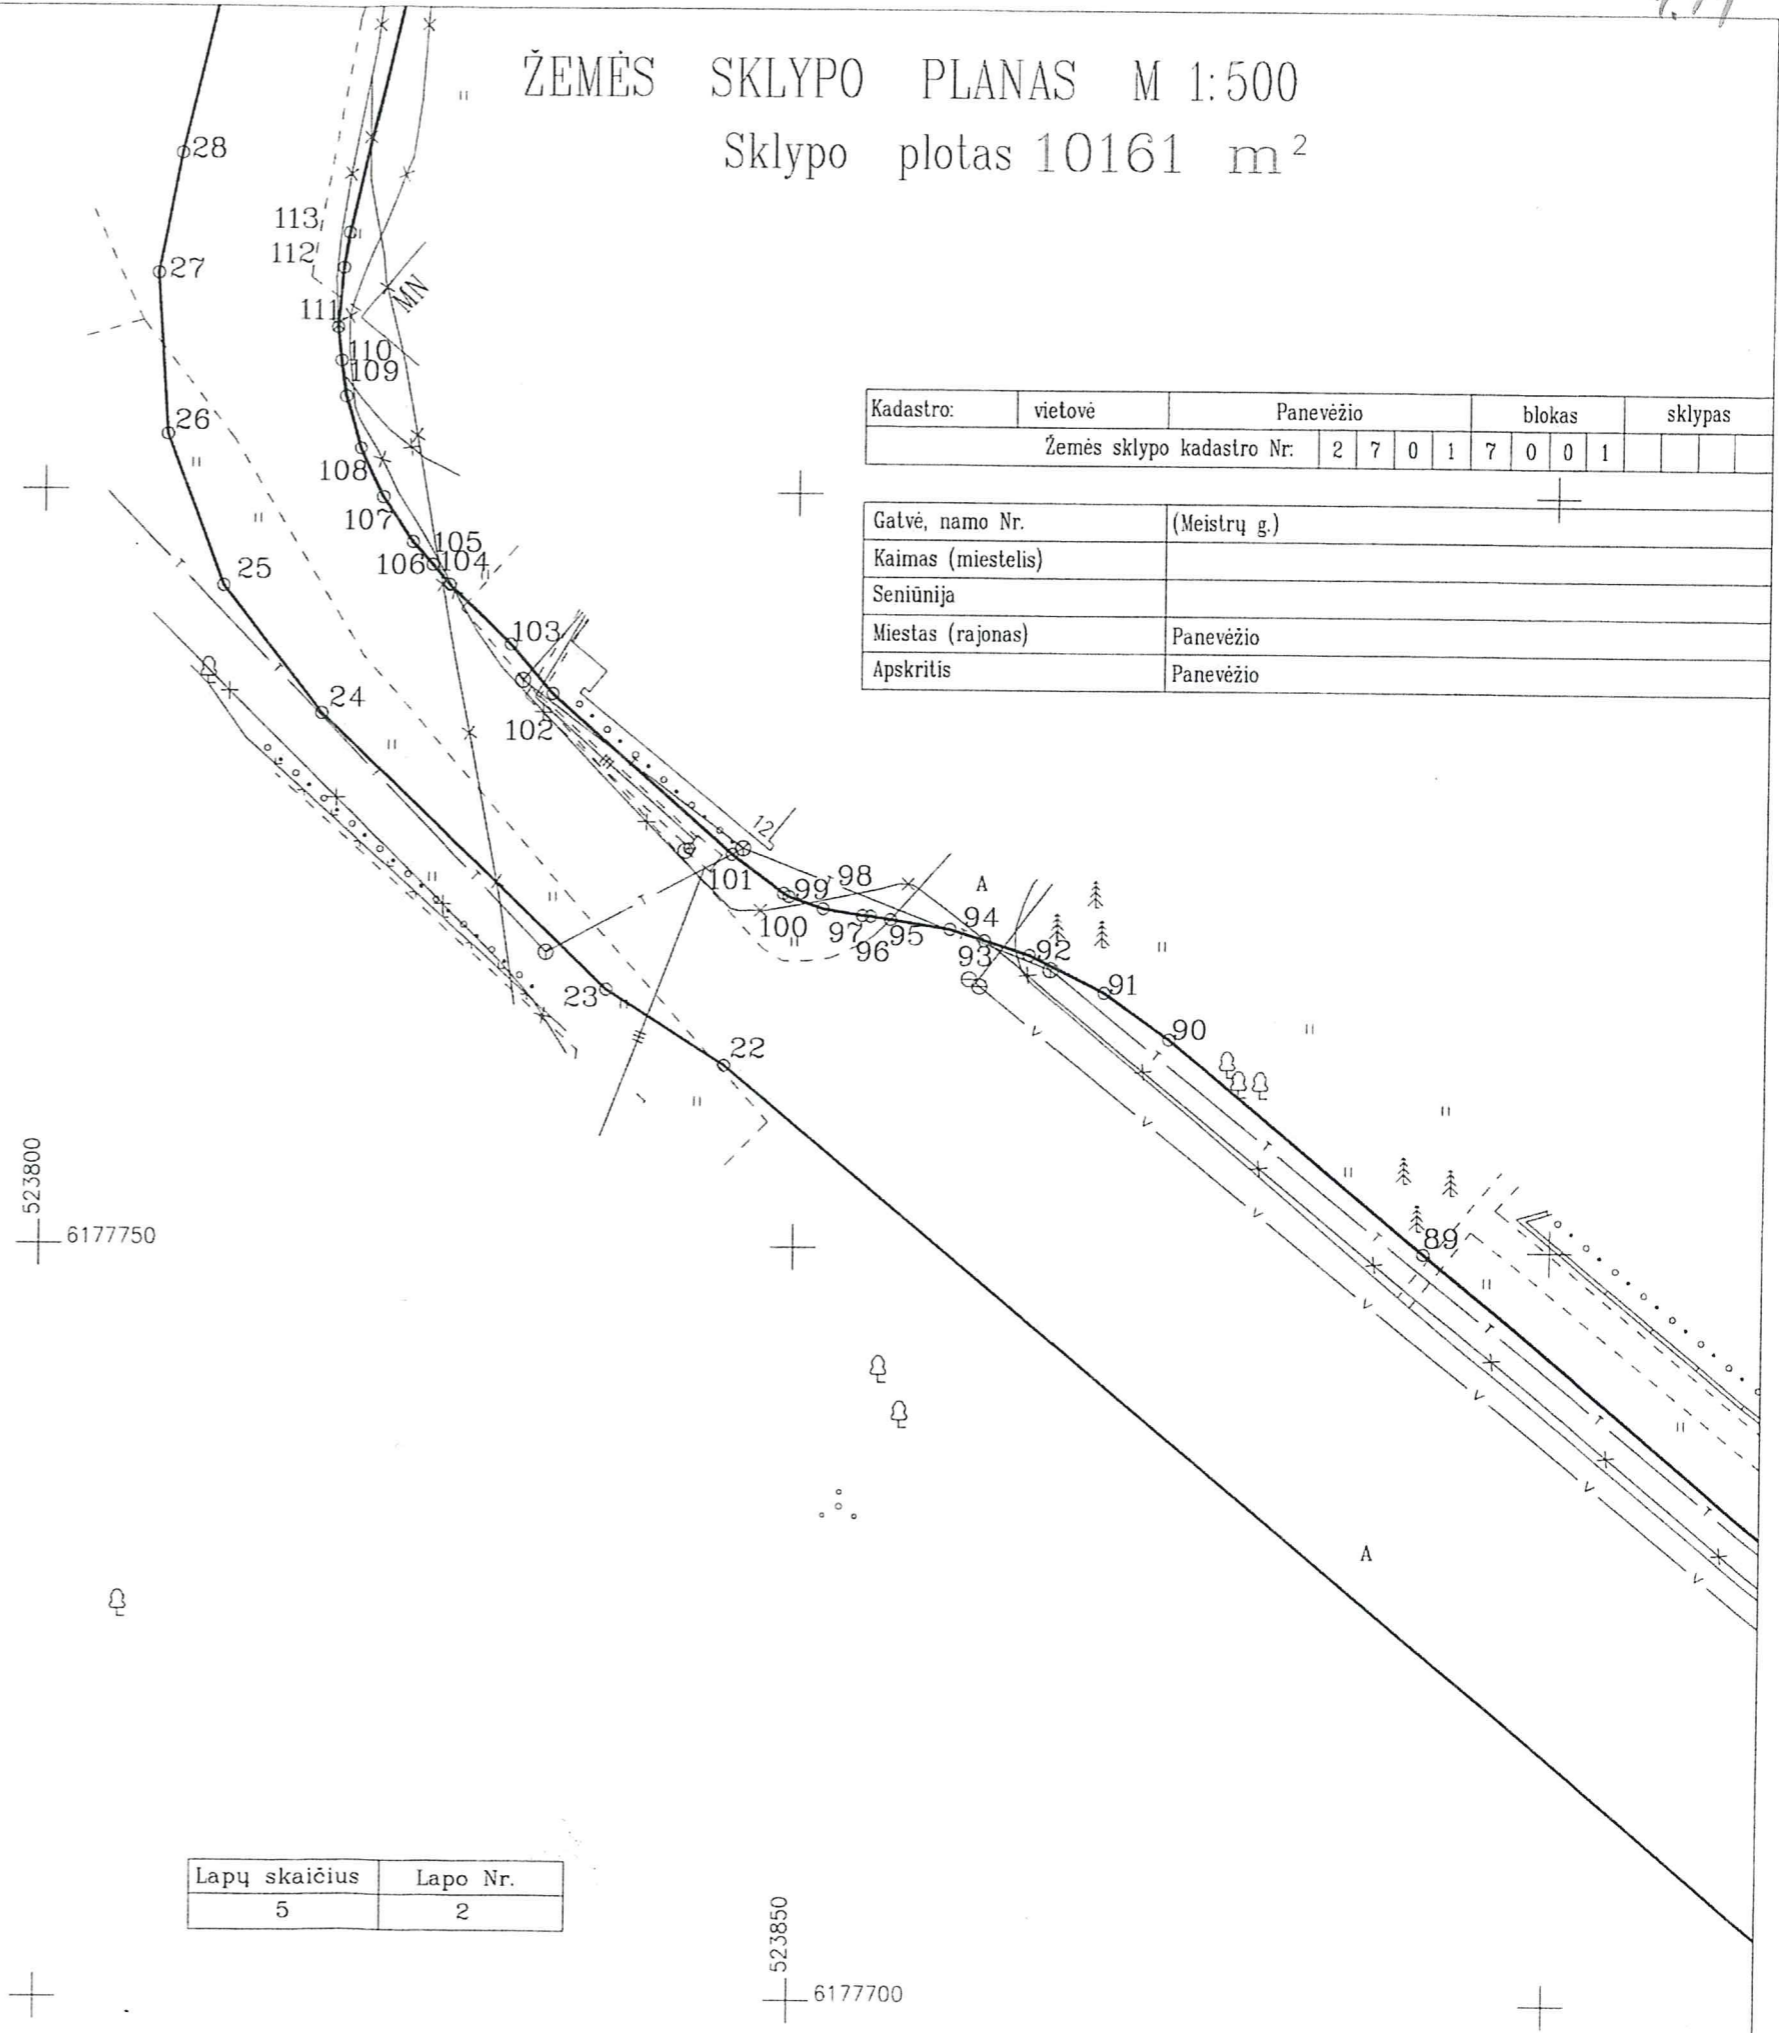 ŽEMĖS SKLYPO PLANAS M 1:500
Sklypo plotas 10161 m²
28
113
27
112
MN
111
110
109
Kadastro: vietovė Panevėžio blokas sklypas
Žemės sklypo kadastro Nr: 2 7 0 1 7 0 0 1
26
108
107
Gatvė, namo Nr. (Meistrų g.)
105
Kaimas (miestelis)
106 104
25
Seniūnija
103
Miestas (rajonas) Panevėžio
Apskritis Panevėžio
24
102
12
101 99 98 A
94
100 97 95
96 93 92
91
23
90
22
523800
6177750
89
A
Lapų skaičius Lapo Nr.
5 2
523850
6177700